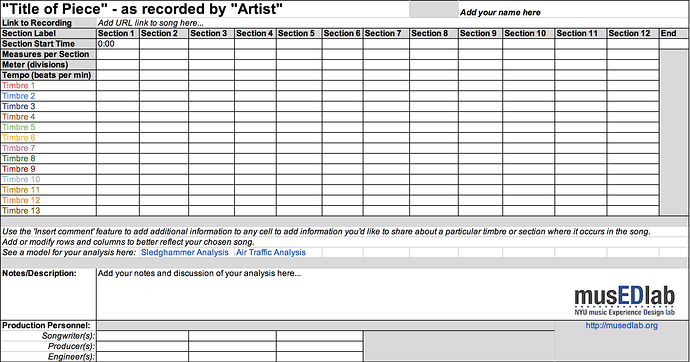 "Title of Piece" - as recorded by "Artist" Add your name here
Link to Recording Add URL link to song here...
Section Label Section 1 Section 2 Section 3 Section 4 Section 5 Section 6 Section 7 Section 8 Section 9 Section 10 Section 11 Section 12 End
Section Start Time 0:00
Measures per Section
Meter (divisions)
Tempo (beats per min)
Timbre 1
Timbre 2
Timbre 3
Timbre 4
Timbre 5
Timbre 6
Timbre 7
Timbre 8
Timbre 9
Timbre 10
Timbre 11
Timbre 12
Timbre 13
Use the 'Insert comment' feature to add additional information to any cell to add information you'd like to share about a particular timbre or section where it occurs in the song.
Add or modify rows and columns to better reflect your chosen song.
See a model for your analysis here: Sledghammer Analysis Air Traffic Analysis
Notes/Description: Add your notes and discussion of your analysis here...
musEDlab
NYU music Experience Design lab
Production Personnel: http://musedlab.org
Songwriter(s):
Producer(s):
Engineer(s):